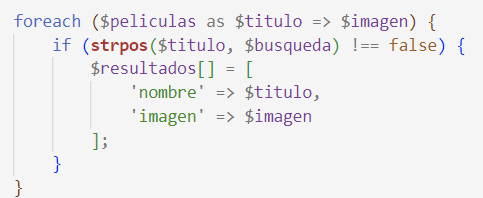 foreach ($peliculas as $titulo => $imagen) {
    if (strpos($titulo, $busqueda) !== false) {
        $resultados[] = [
            'nombre' => $titulo,
            'imagen' => $imagen
        ];
    }
}